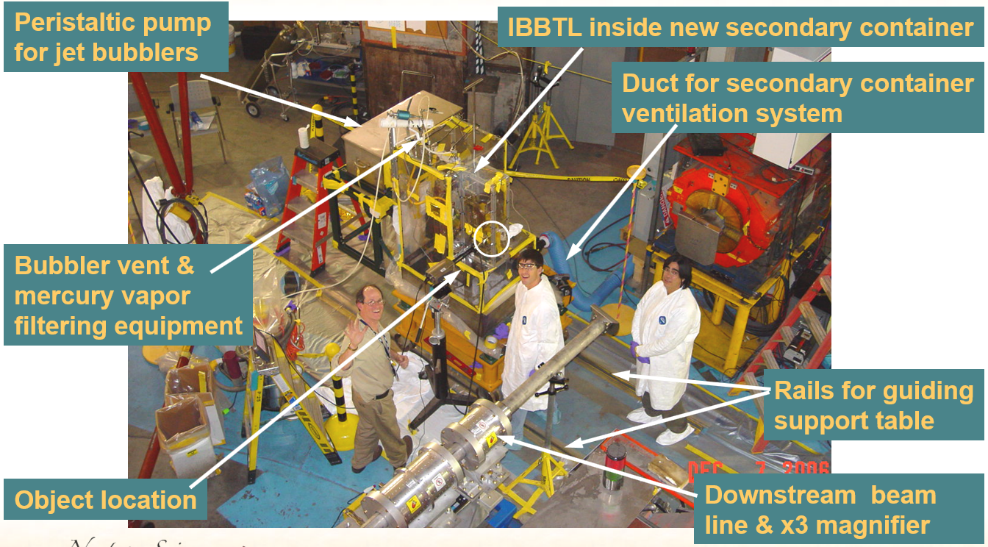 Peristaltic pump
for jet bubblers
IBBTL inside new secondary container
Duct for secondary container
ventilation system
Bubbler vent &
mercury vapor
filtering equipment
Rails for guiding
support table
Object location
Downstream beam
line & x3 magnifier
CAUTION
DEC 7 2006